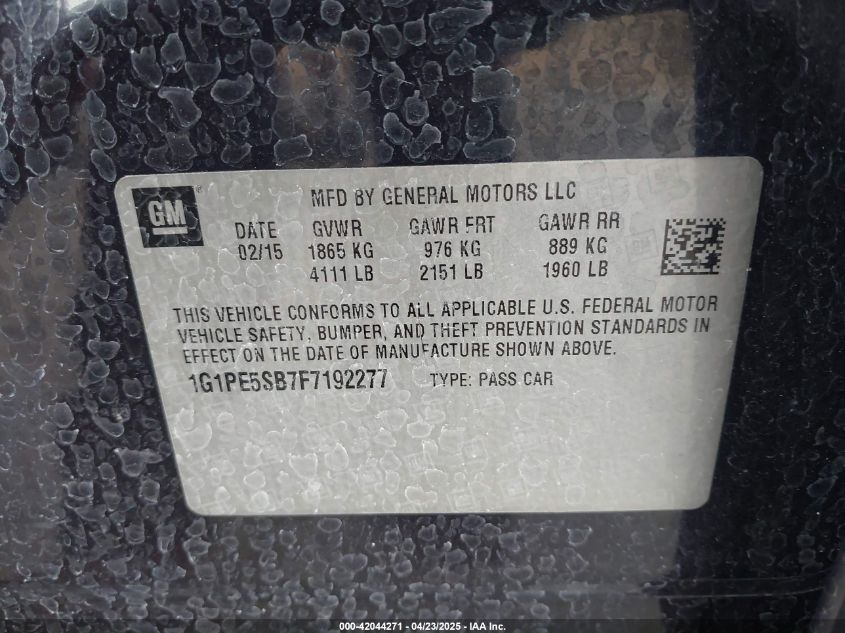 GM ®
MFD BY GENERAL MOTORS LLC
DATE GVWR GAWR FRT GAWR RR
02/15 1865 KG 976 KG 889 KG
4111 LB 2151 LB 1960 LB
THIS VEHICLE CONFORMS TO ALL APPLICABLE U.S. FEDERAL MOTOR
VEHICLE SAFETY, BUMPER, AND THEFT PREVENTION STANDARDS IN
EFFECT ON THE DATE OF MANUFACTURE SHOWN ABOVE.
1G1PE5SB7F7192277 TYPE: PASS CAR
000-42044271 - 04/23/2025 - IAA Inc.